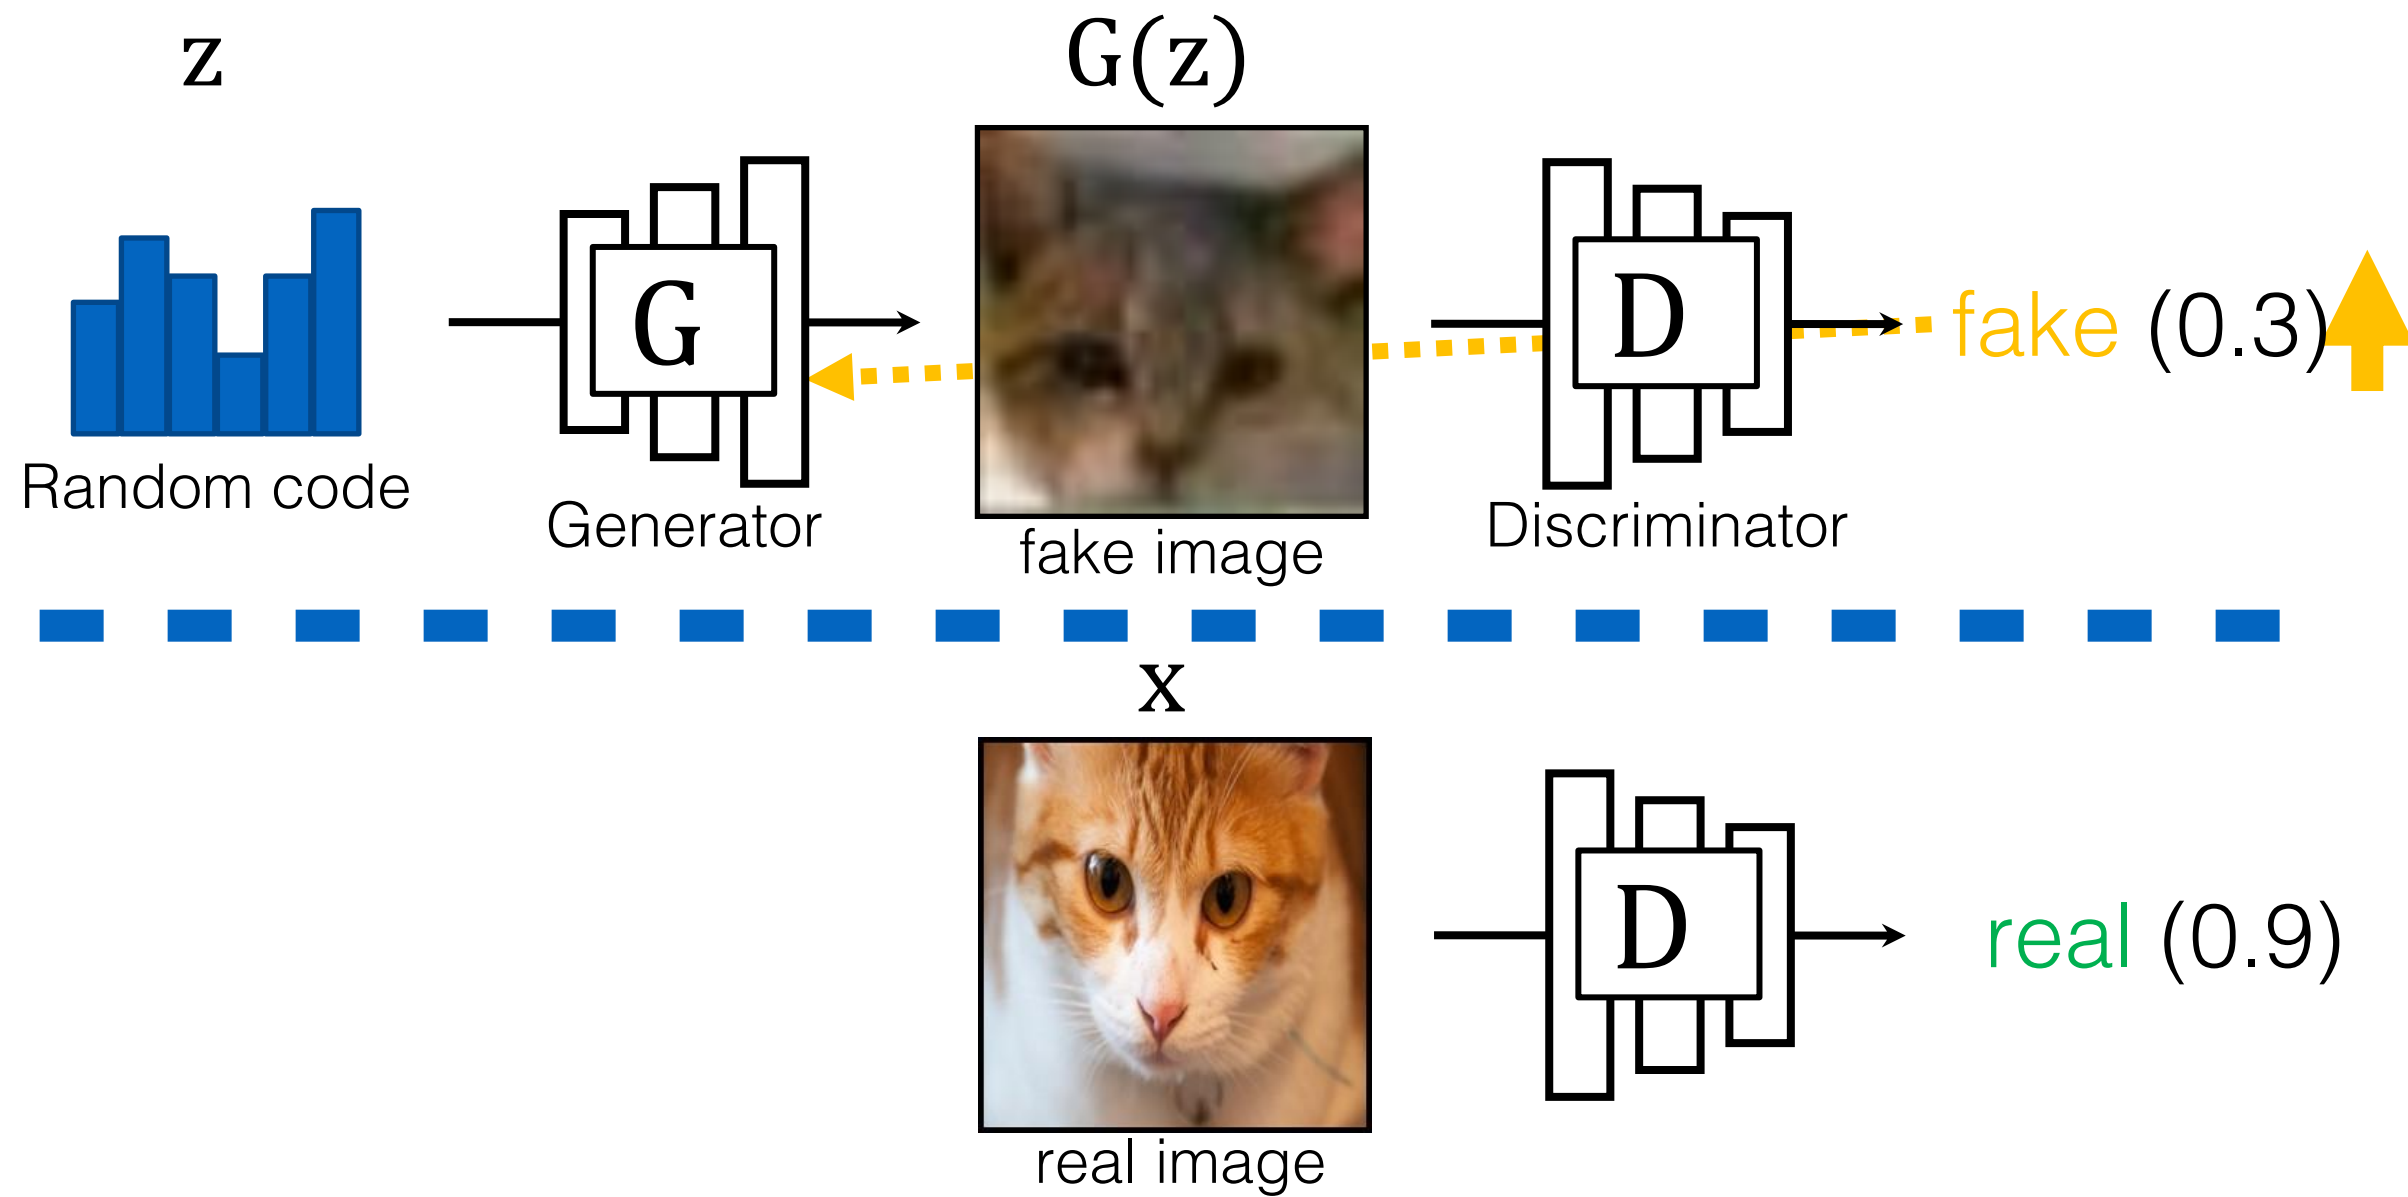 z
G(z)
G
D
fake (0.3)
Random code
Generator
fake image
Discriminator
x
D
real (0.9)
real image